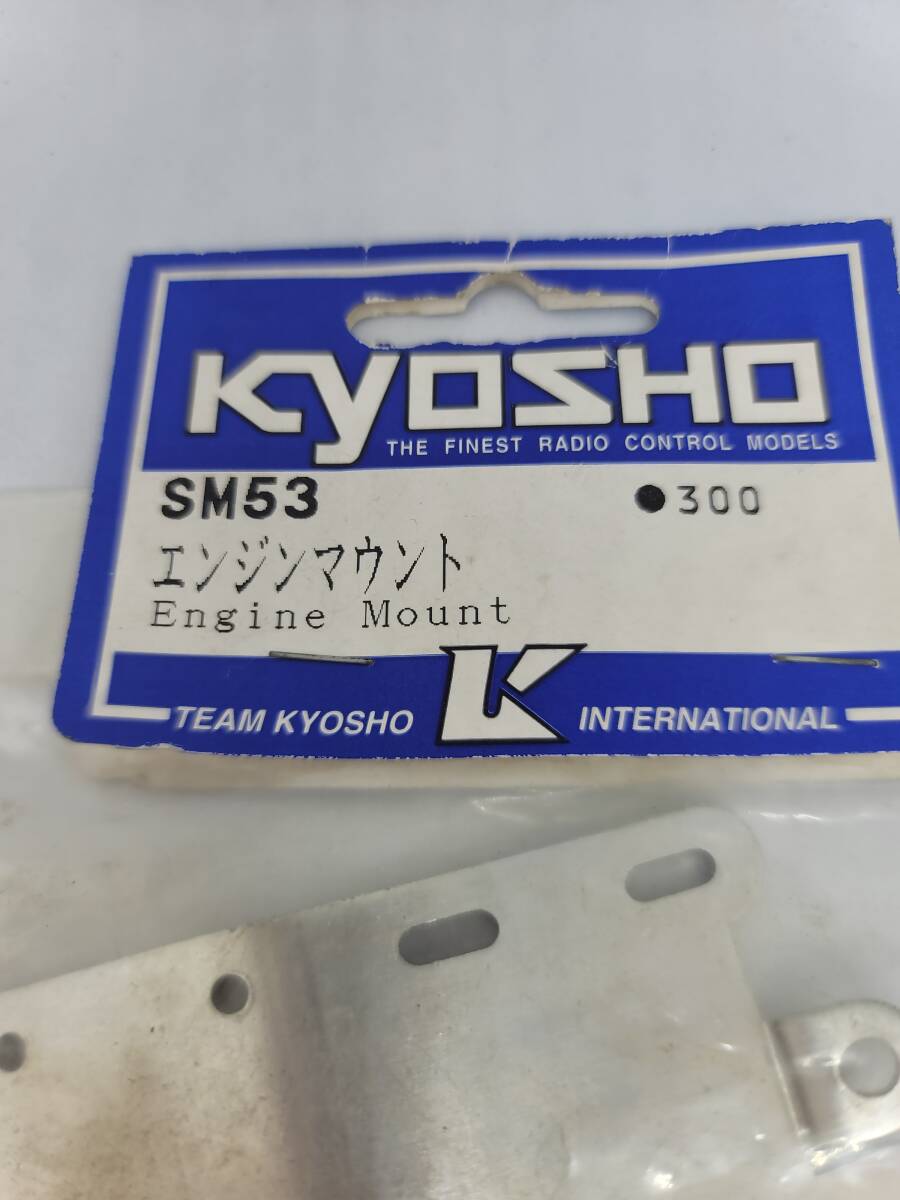 KYOSHO
THE FINEST RADIO CONTROL MODELS
SM53 ●300
エンジンマウント
Engine Mount
TEAM KYOSHO K INTERNATIONAL